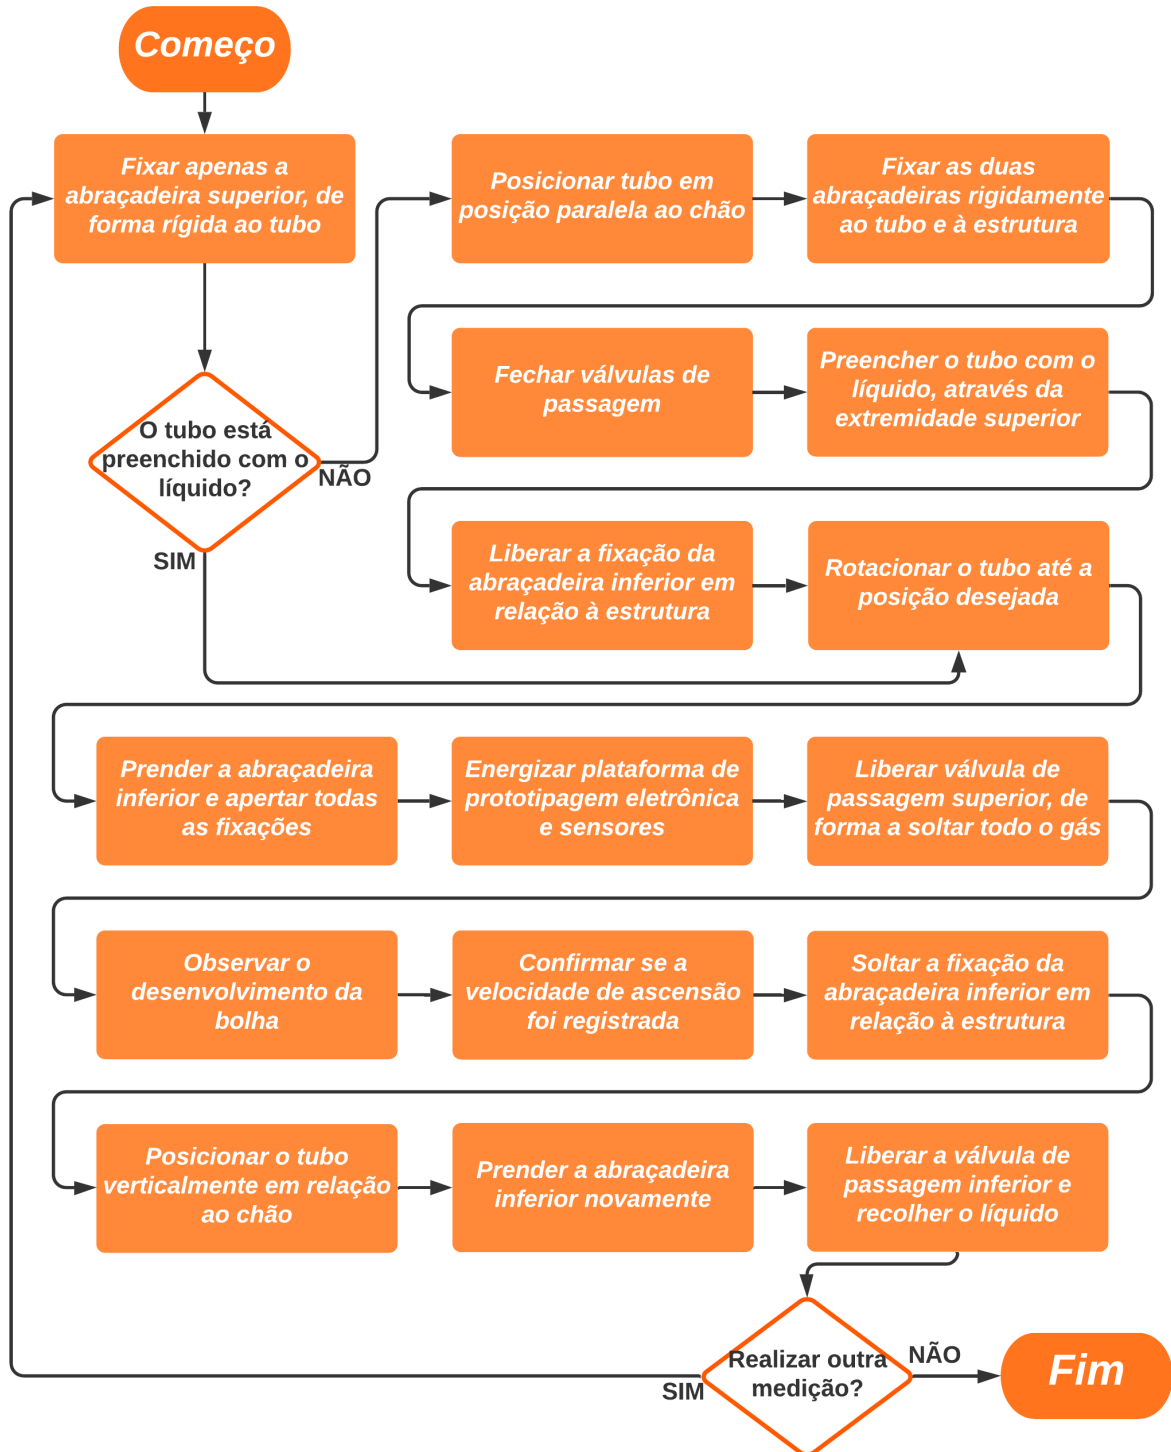 Começo
Fixar apenas a
abraçadeira superior, de
forma rígida ao tubo
O tubo está
preenchido com o
líquido?
NÃO
SIM
Posicionar tubo em
posição paralela ao chão
Fixar as duas
abraçadeiras rigidamente
ao tubo e à estrutura
Fechar válvulas de
passagem
Preencher o tubo com o
líquido, através da
extremidade superior
Liberar a fixação da
abraçadeira inferior em
relação à estrutura
Rotacionar o tubo até a
posição desejada
Prender a abraçadeira
inferior e apertar todas
as fixações
Energizar plataforma de
prototipagem eletrônica
e sensores
Liberar válvula de
passagem superior, de
forma a soltar todo o gás
Observar o
desenvolvimento da
bolha
Confirmar se a
velocidade de ascensão
foi registrada
Soltar a fixação da
abraçadeira inferior em
relação à estrutura
Posicionar o tubo
verticalmente em relação
ao chão
Prender a abraçadeira
inferior novamente
Liberar a válvula de
passagem inferior e
recolher o líquido
Realizar outra
medição?
SIM
NÃO
Fim